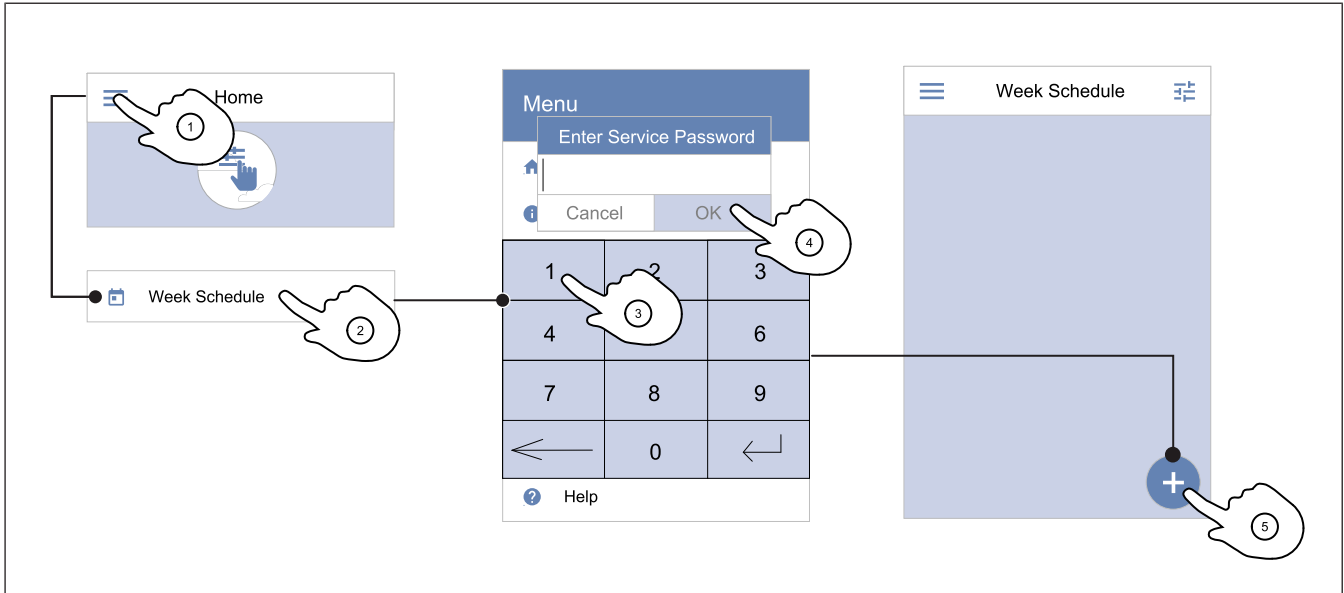 Home
1
Week Schedule
2
Menu
Enter Service Password
Cancel OK
4
1 2 3
3
4 6
7 8 9
0
Help
Week Schedule
5